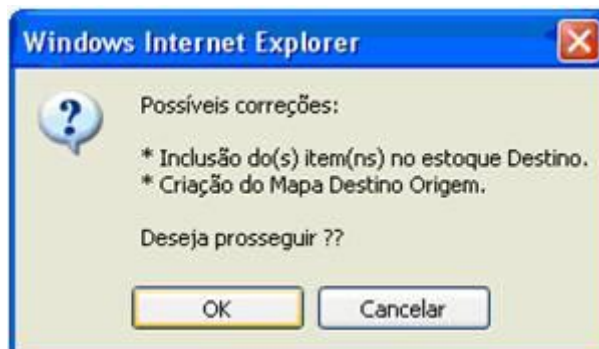 Windows Internet Explorer
Possíveis correções:
* Inclusão do(s) item(ns) no estoque Destino.
* Criação do Mapa Destino Origem.
Deseja prosseguir ??
OK
Cancelar